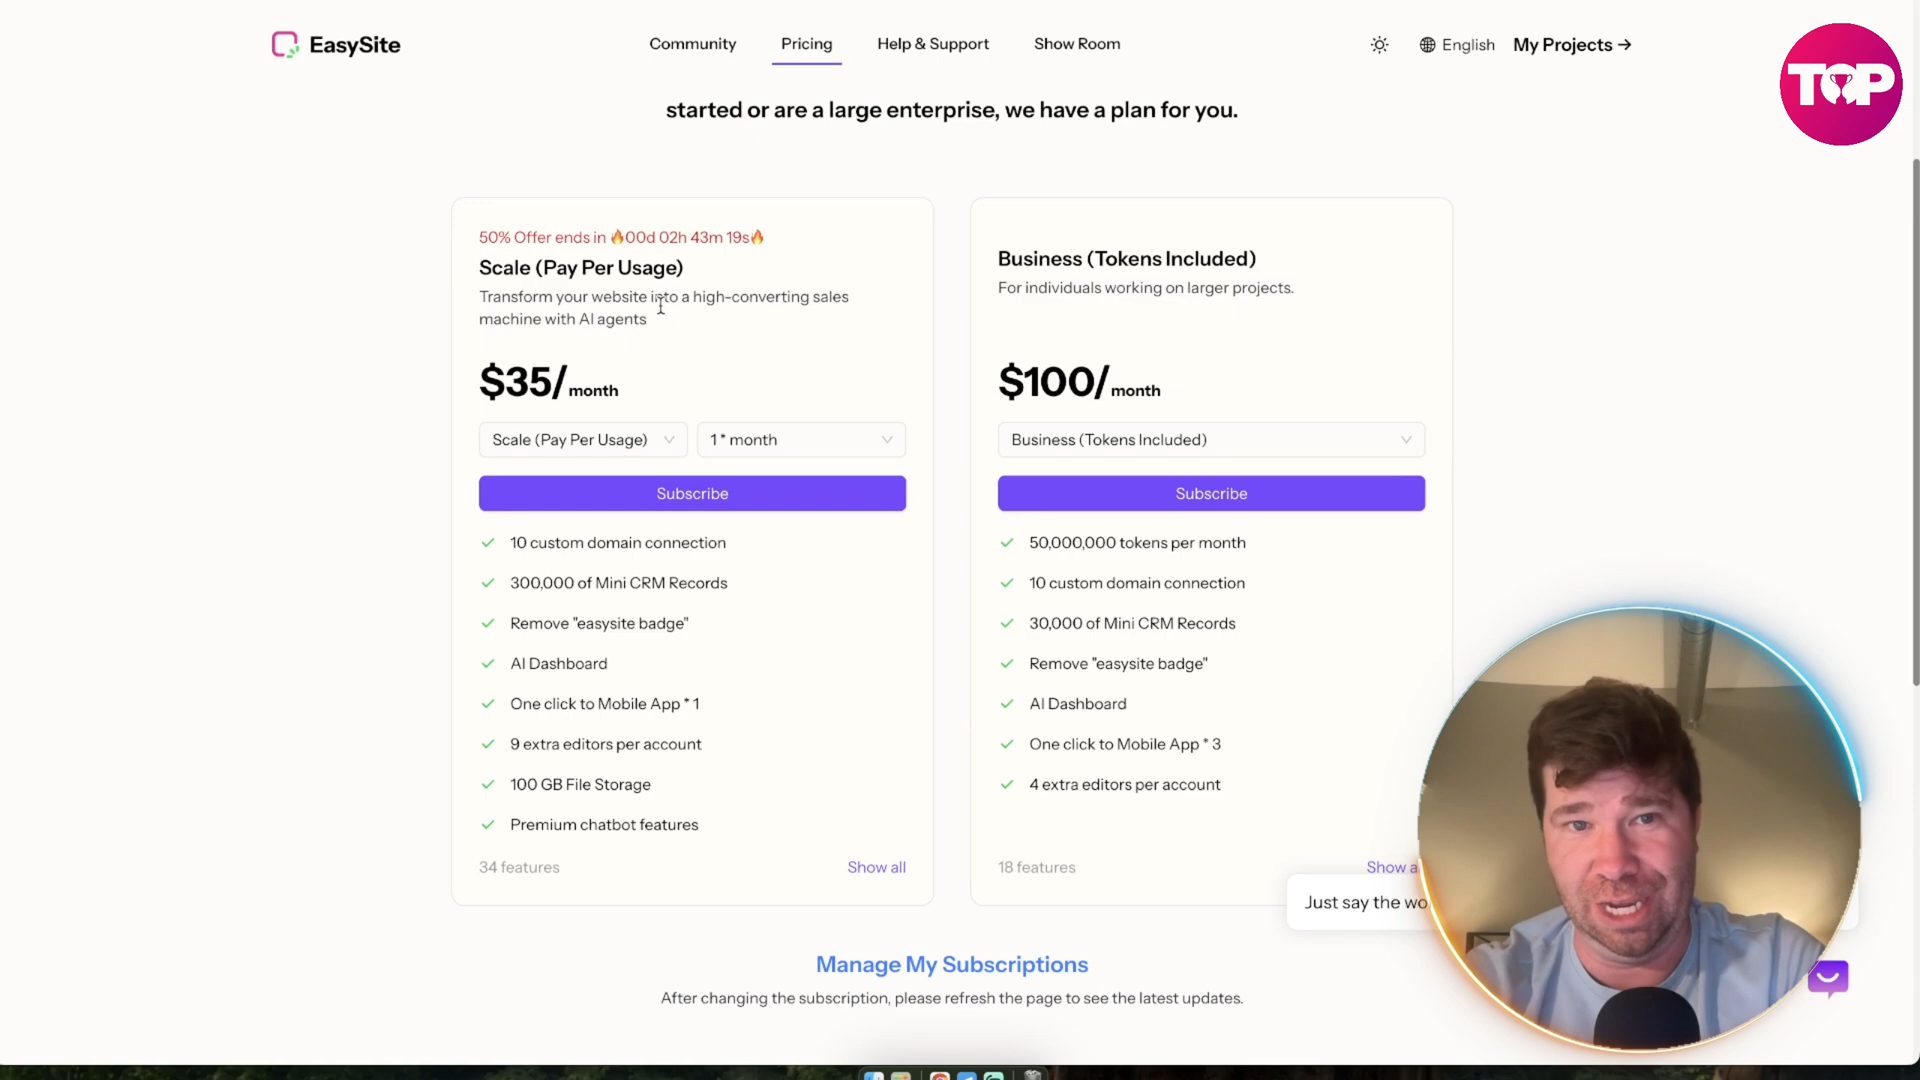 EasySite
Community
Pricing
Help & Support
Show Room
English
My Projects →
TOP
started or are a large enterprise, we have a plan for you.
50% Offer ends in 🔥00d 02h 43m 19s🔥
Scale (Pay Per Usage)
Transform your website into a high-converting sales
machine with AI agents
$35/month
Scale (Pay Per Usage)
1 * month
Subscribe
10 custom domain connection
300,000 of Mini CRM Records
Remove "easysite badge"
AI Dashboard
One click to Mobile App * 1
9 extra editors per account
100 GB File Storage
Premium chatbot features
34 features
Show all
Business (Tokens Included)
For individuals working on larger projects.
$100/month
Business (Tokens Included)
Subscribe
50,000,000 tokens per month
10 custom domain connection
30,000 of Mini CRM Records
Remove "easysite badge"
AI Dashboard
One click to Mobile App * 3
4 extra editors per account
18 features
Show
Just say the
Manage My Subscriptions
After changing the subscription, please refresh the page to see the latest updates.